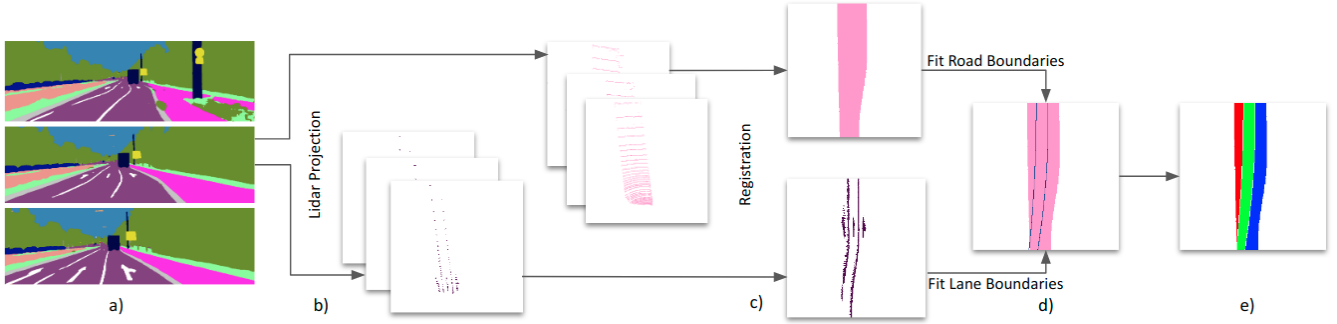 Lidar Projection
Registration
Fit Road Boundaries
Fit Lane Boundaries
a)
b)
c)
d)
e)